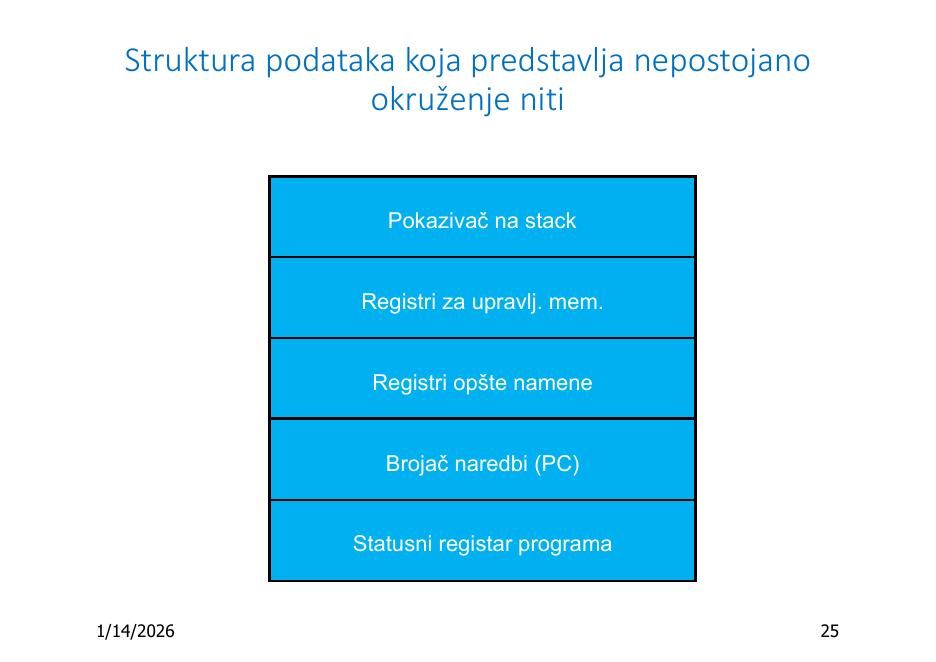 Struktura podataka koja predstavlja nepostojano
okruženje niti
Pokazivač na stack
Registri za upravlj. mem.
Registri opšte namene
Brojač naredbi (PC)
Statusni registar programa
1/14/2026
25